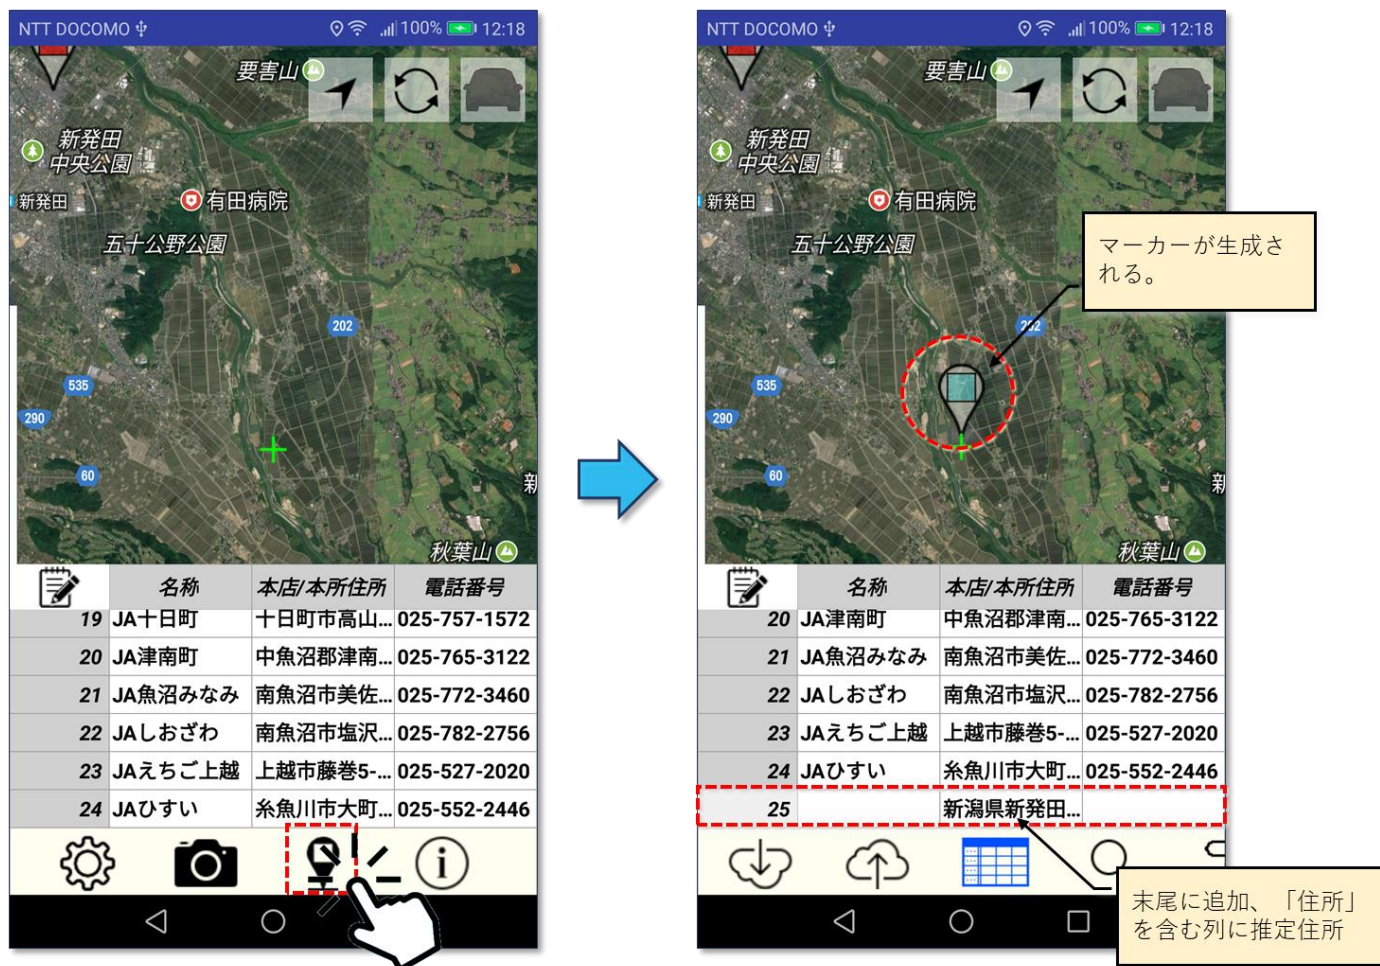 NTT DOCOMO 100% 12:18
要害山
新発田
中央公園
新発田
有田病院
五十公野公園
202
535
290
60
新
秋葉山
名称 本店/本所住所 電話番号
19 JA十日町 十日町市高山... 025-757-1572
20 JA津南町 中魚沼郡津南... 025-765-3122
21 JA魚沼みなみ 南魚沼市美佐... 025-772-3460
22 JAしおざわ 南魚沼市塩沢... 025-782-2756
23 JAえちご上越 上越市藤巻5-... 025-527-2020
24 JAひすい 糸魚川市大町... 025-552-2446
NTT DOCOMO 100% 12:18
要害山
新発田
中央公園
新発田
有田病院
五十公野公園
マーカーが生成さ
れる。
202
535
290
60
新
秋葉山
名称 本店/本所住所 電話番号
20 JA津南町 中魚沼郡津南... 025-765-3122
21 JA魚沼みなみ 南魚沼市美佐... 025-772-3460
22 JAしおざわ 南魚沼市塩沢... 025-782-2756
23 JAえちご上越 上越市藤巻5-... 025-527-2020
24 JAひすい 糸魚川市大町... 025-552-2446
25 新潟県新発田...
末尾に追加、「住所」
を含む列に推定住所